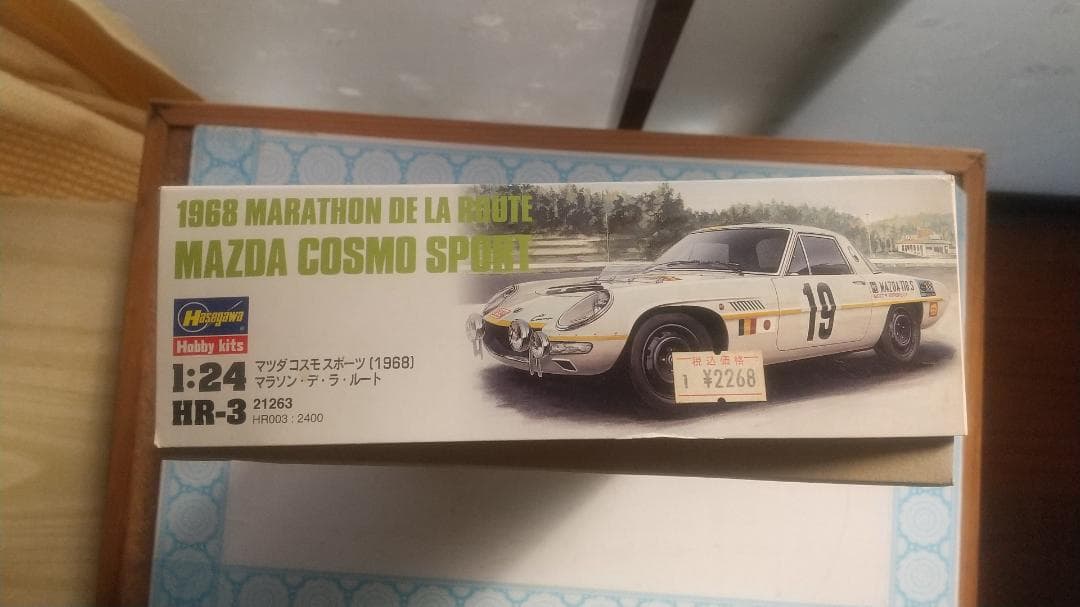 1968 MARATHON DE LA ROUTE
MAZDA COSMO SPORT
Hasegawa
Hobby kits
1:24
マツダ コスモ スポーツ [1968]
マラソン・デ・ラ・ルート
HR-3
21263
HR003 : 2400
19
MAZDA 110 S
税込価格
1 ¥2268